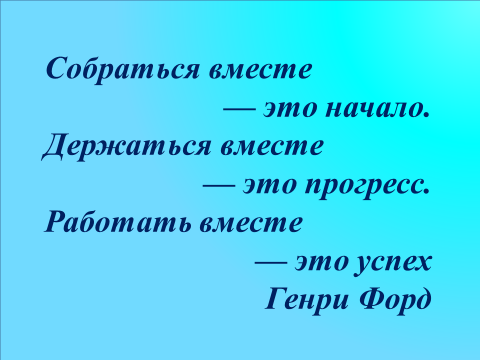 Собраться вместе
— это начало.
Держаться вместе
— это прогресс.
Работать вместе
— это успех
Генри Форд